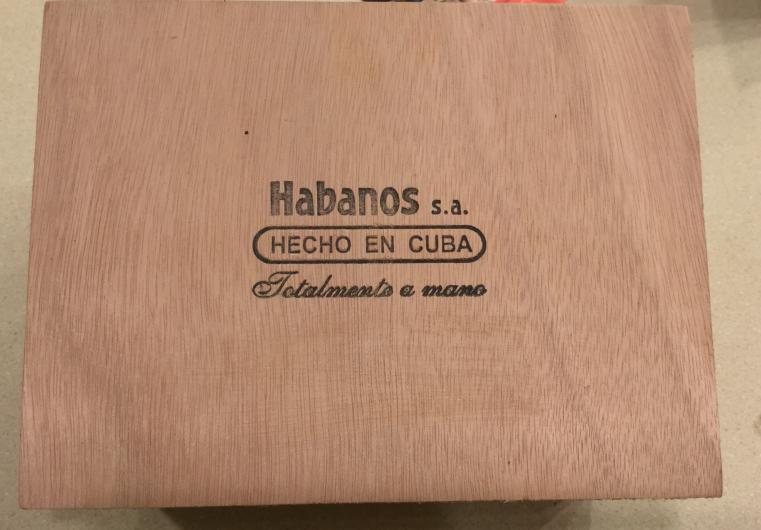 Habanos s.a.
HECHO EN CUBA
Totalmente a mano